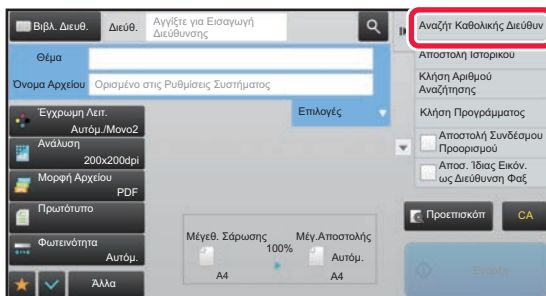 Βιβλ. Διευθ.
Διεύθ.
Αγγίξτε για Εισαγωγή
Διεύθυνσης
Θέμα
Όνομα Αρχείου
Ορισμένο στις Ρυθμίσεις Συστήματος
Επιλογές
Έγχρωμη Λειτ.
Αυτόμ./Μονο2
Ανάλυση
200x200dpi
Μορφή Αρχείου
PDF
Πρωτότυπο
Φωτεινότητα
Αυτόμ.
Άλλα
Μέγεθ. Σάρωσης
100%
Μέγ.Αποστολής
Αυτόμ.
A4
A4
Αναζήτ Καθολικής Διεύθυν
Αποστολή Ιστορικού
Κλήση Αριθμού
Αναζήτησης
Κλήση Προγράμματος
Αποστολή Συνδέσμου
Προορισμού
Αποσ. Ίδιας Εικόν.
ως Διεύθυνση Φαξ
Προεπισκόπ
CA
Έναρξη